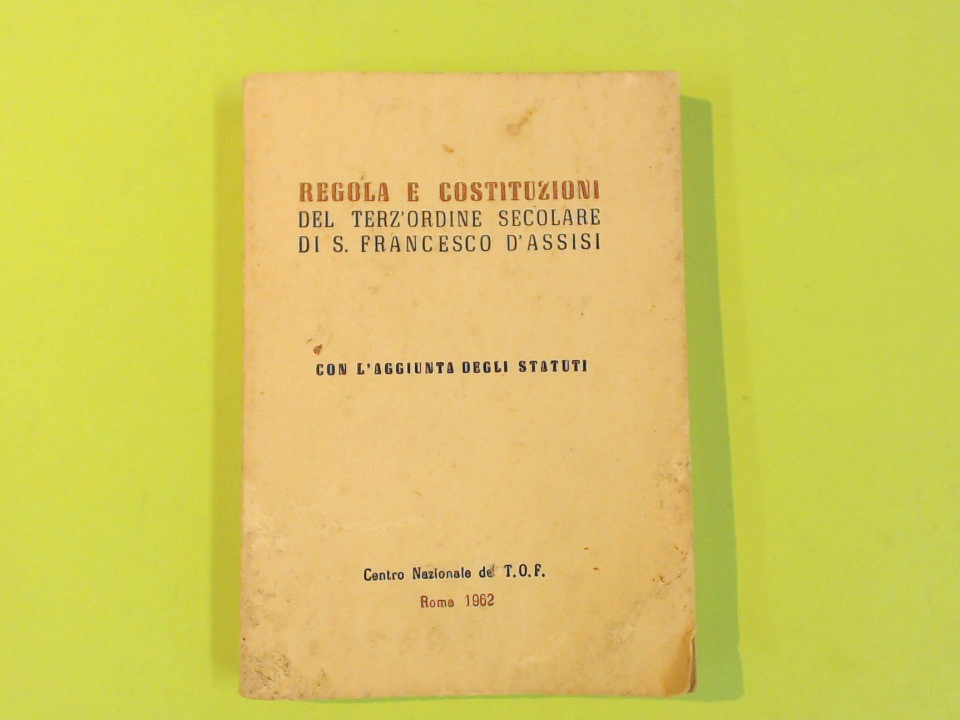 REGOLA E COSTITUZIONI
DEL TERZ'ORDINE SECOLARE
DI S. FRANCESCO D'ASSISI
CON L'AGGIUNTA DEGLI STATUTI
Centro Nazionale del T.O.F.
Roma 1962